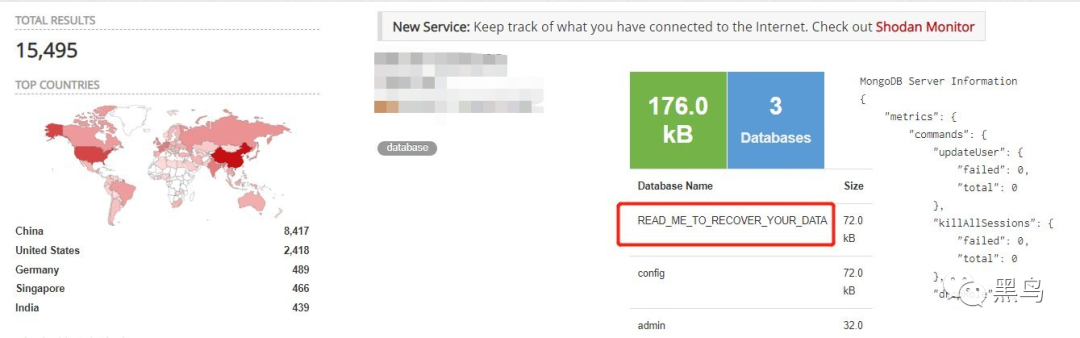 TOTAL RESULTS
15,495
TOP COUNTRIES
China 8,417
United States 2,418
Germany 489
Singapore 466
India 439
New Service: Keep track of what you have connected to the Internet. Check out Shodan Monitor
database
176.0
kB
3
Databases
Database Name Size
READ_ME_TO_RECOVER_YOUR_DATA 72.0
kB
config 72.0
kB
admin 32.0
MongoDB Server Information
{
"metrics": {
"commands": {
"updateUser": {
"failed": 0,
"total": 0
},
"killAllSessions": {
"failed": 0,
"total": 0
},
黑鸟